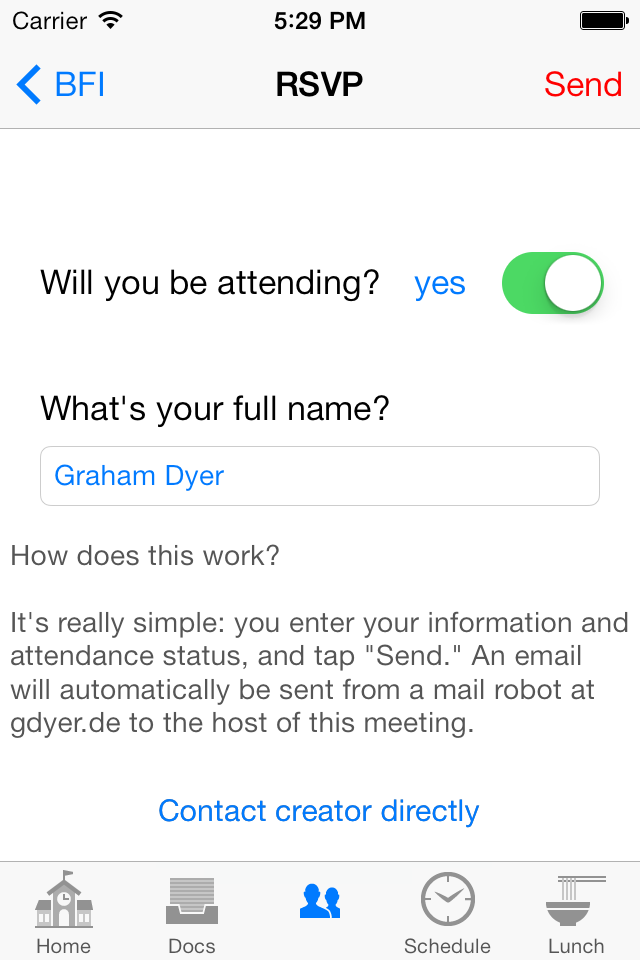 Carrier 5:29 PM
BFI RSVP Send
Will you be attending? yes
What's your full name?
Graham Dyer
How does this work?
It's really simple: you enter your information and
attendance status, and tap "Send." An email
will automatically be sent from a mail robot at
gdyer.de to the host of this meeting.
Contact creator directly
Home Docs Schedule Lunch